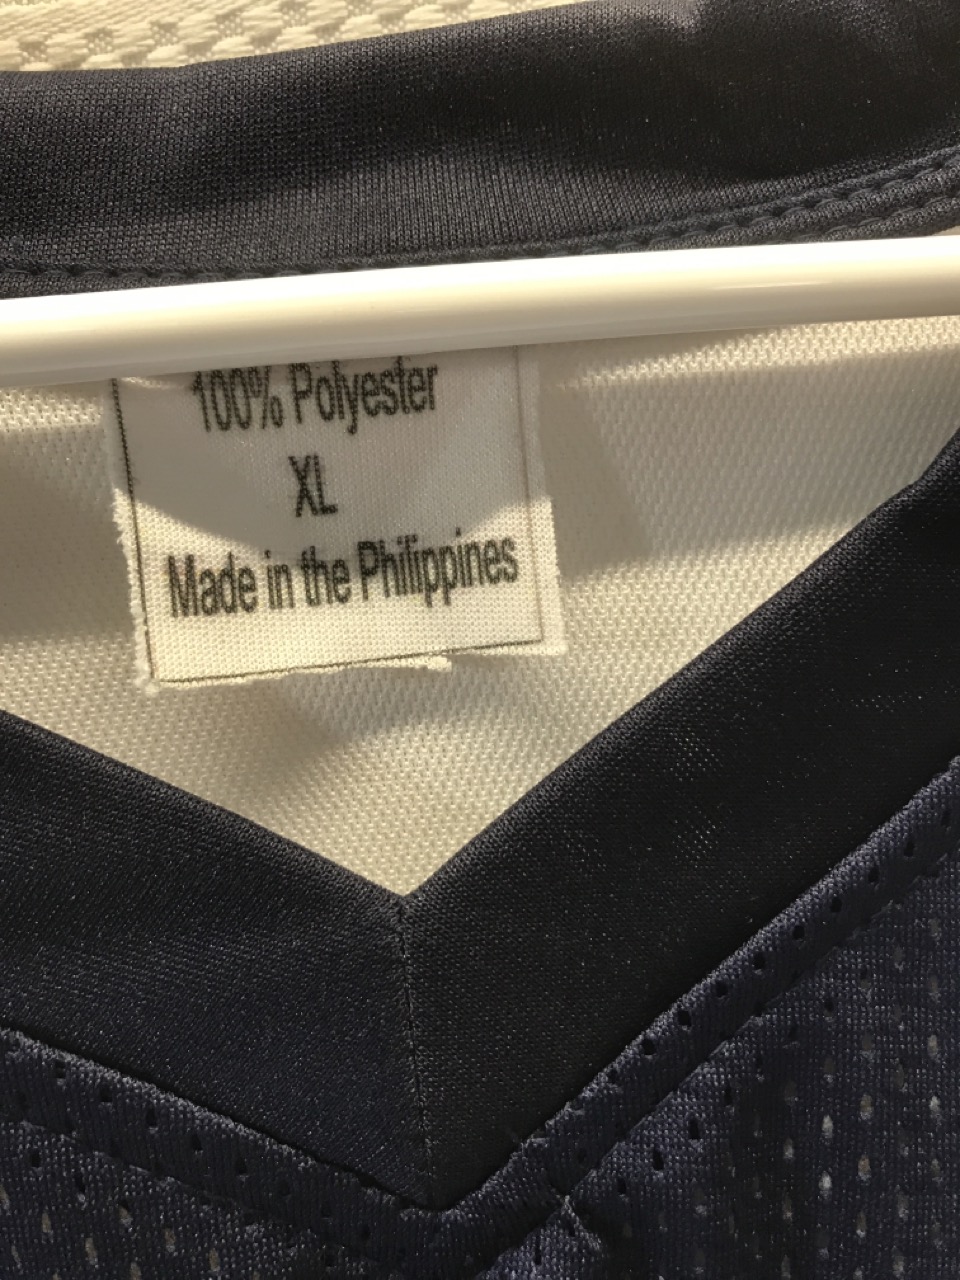 100% Polyester
XL
Made in the Philippines